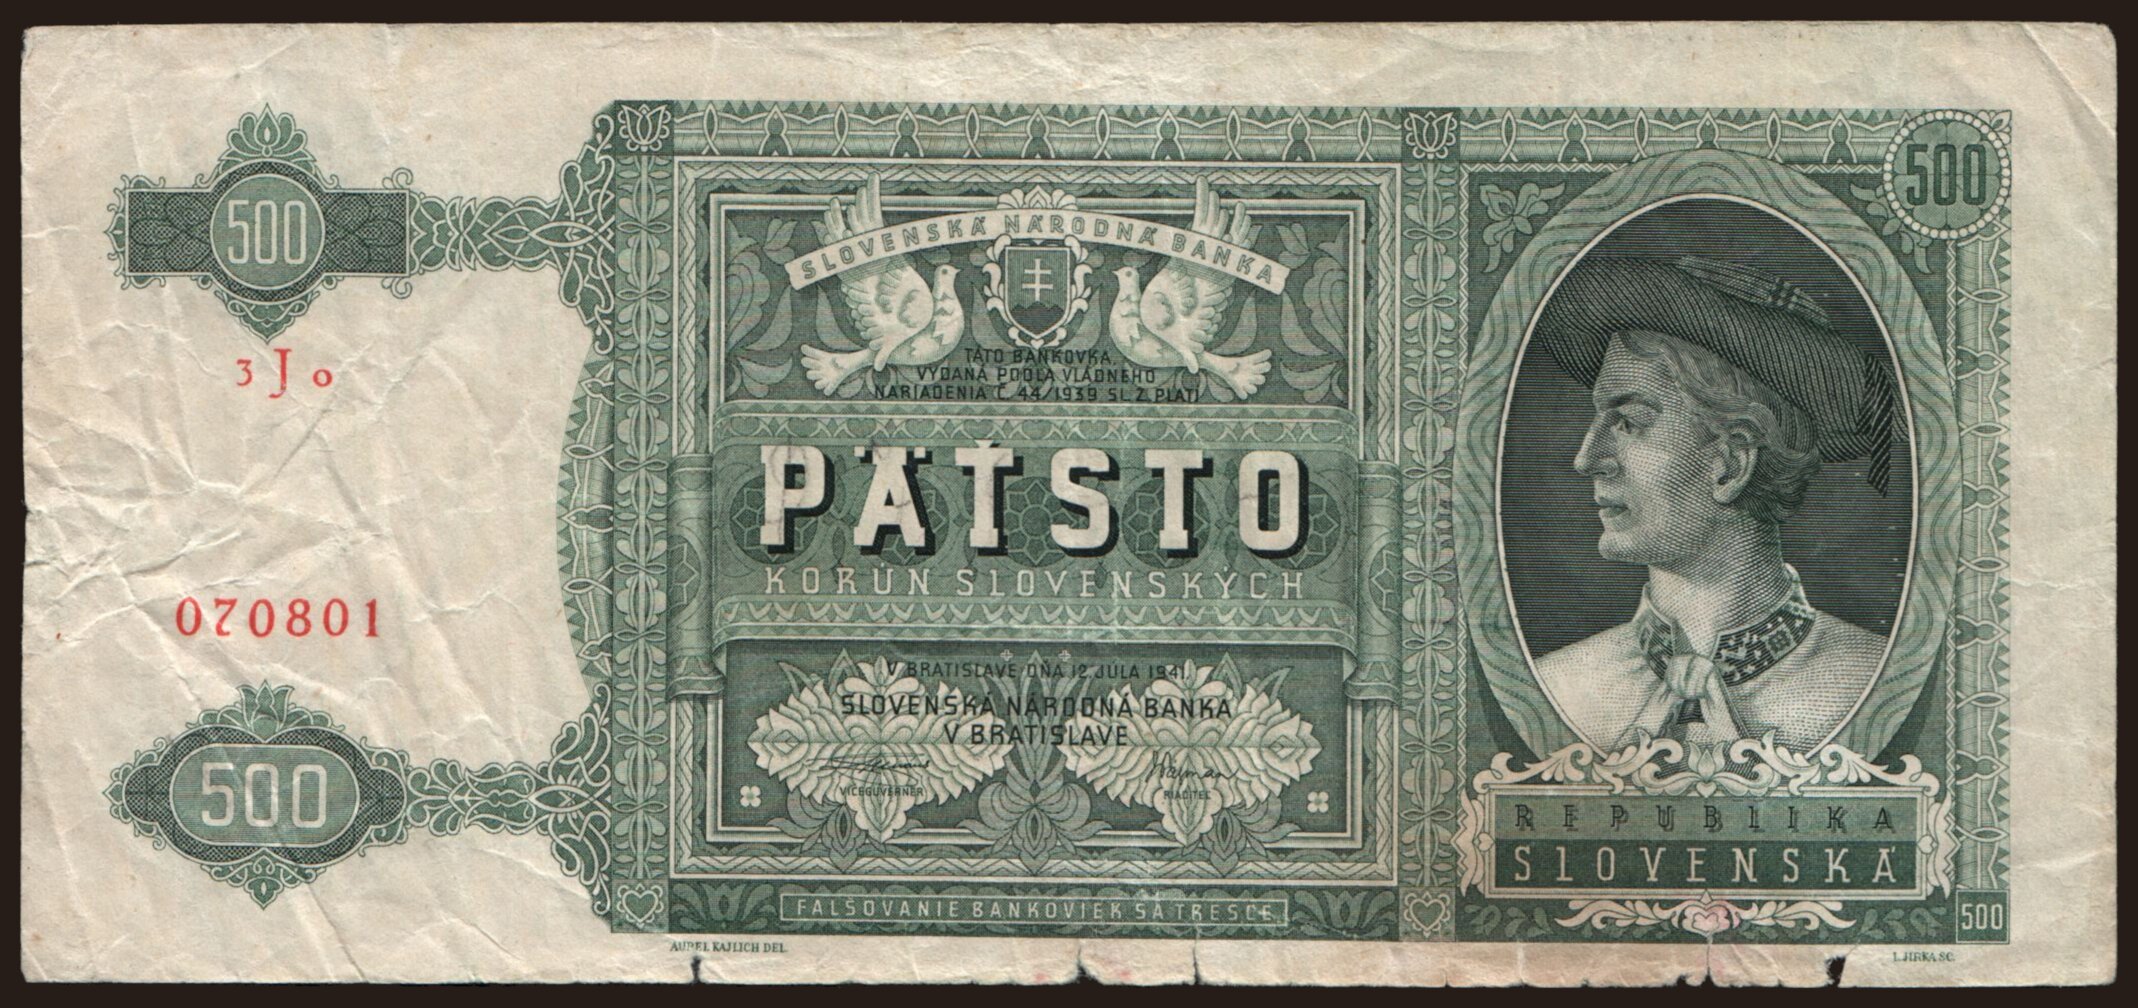 500
500
SLOVENSKÁ NÁRODNÁ BANKA
TÁTO BANKOVKA,
VYDANÁ PODĽA VLÁDNEHO
NARIADENIA Č. 44/1939 SL. Z. PLATÍ
3 J o
PÄŤSTO
KORÚN SLOVENSKÝCH
070801
V BRATISLAVE DŇA 12. JÚLA 1941
SLOVENSKÁ NÁRODNÁ BANKA
V BRATISLAVE
VICEGUVERNÉR
RIADITEĽ
500
REPUBLIKA
SLOVENSKÁ
FALŠOVANIE BANKOVIEK SA TRESCE
500
AUREL KAJLICH DEL.
I. JIRKA SC.